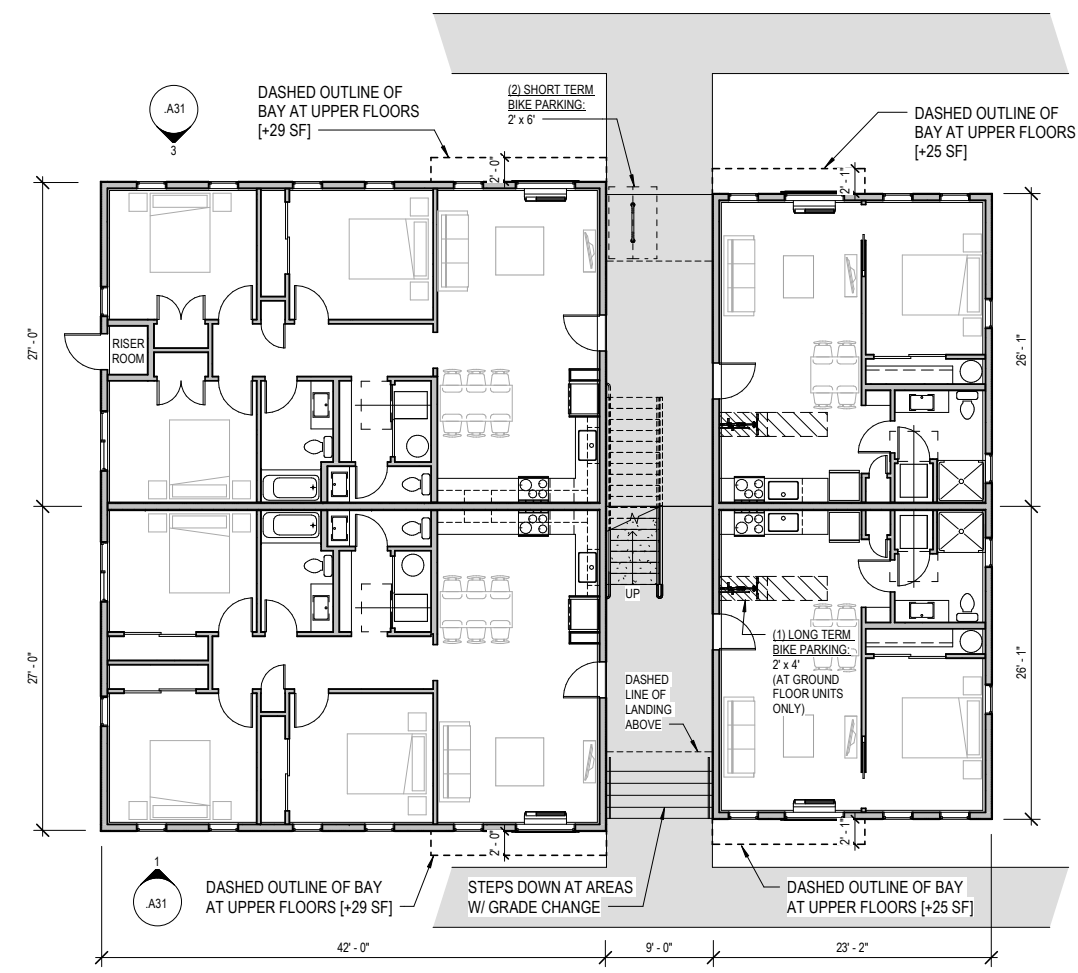 .A31
3
DASHED OUTLINE OF
BAY AT UPPER FLOORS
[+29 SF]
(2) SHORT TERM
BIKE PARKING:
2' x 6'
DASHED OUTLINE OF
BAY AT UPPER FLOORS
[+25 SF]
2' - 0"
2' - 1"
27' - 0"
26' - 1"
RISER
ROOM
UP
27' - 0"
26' - 1"
(1) LONG TERM
BIKE PARKING:
2' x 4'
(AT GROUND
FLOOR UNITS
ONLY)
DASHED
LINE OF
LANDING
ABOVE
2' - 0"
2' - 1"
1
.A31
DASHED OUTLINE OF BAY
AT UPPER FLOORS [+29 SF]
STEPS DOWN AT AREAS
W/ GRADE CHANGE
DASHED OUTLINE OF BAY
AT UPPER FLOORS [+25 SF]
42' - 0"
9' - 0"
23' - 2"